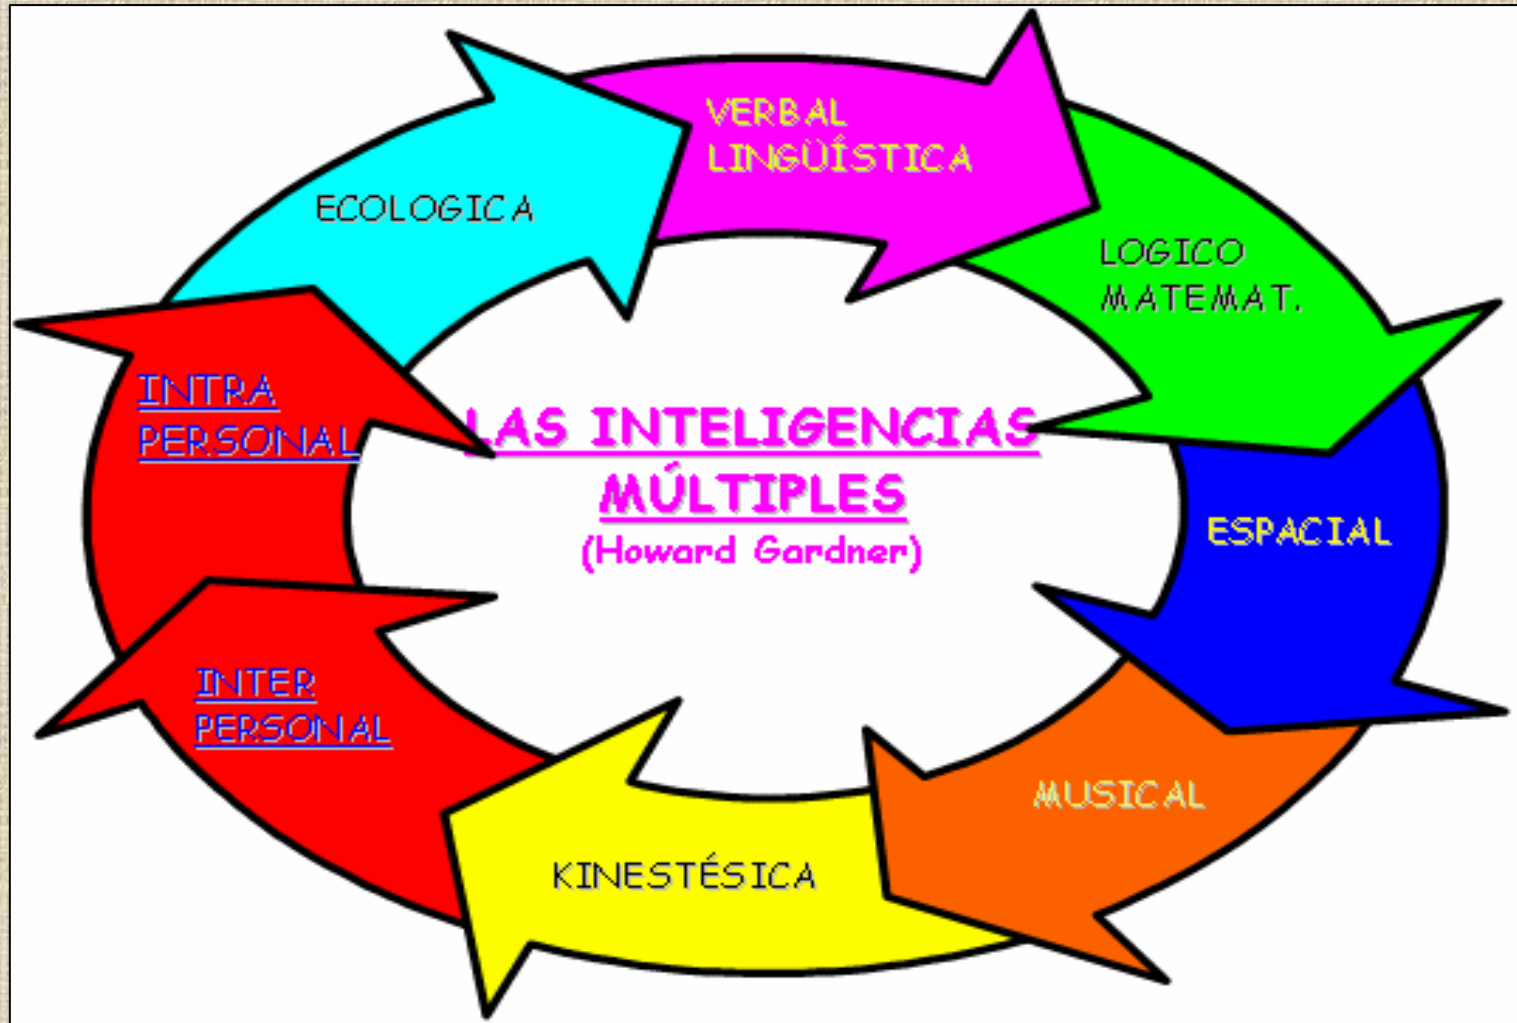 VERBAL
LINGÜÍSTICA
LOGICO
MATEMAT.
ESPACIAL
MUSICAL
KINESTÉSICA
INTER
PERSONAL
INTRA
PERSONAL
ECOLOGICA
LAS INTELIGENCIAS
MÚLTIPLES
(Howard Gardner)